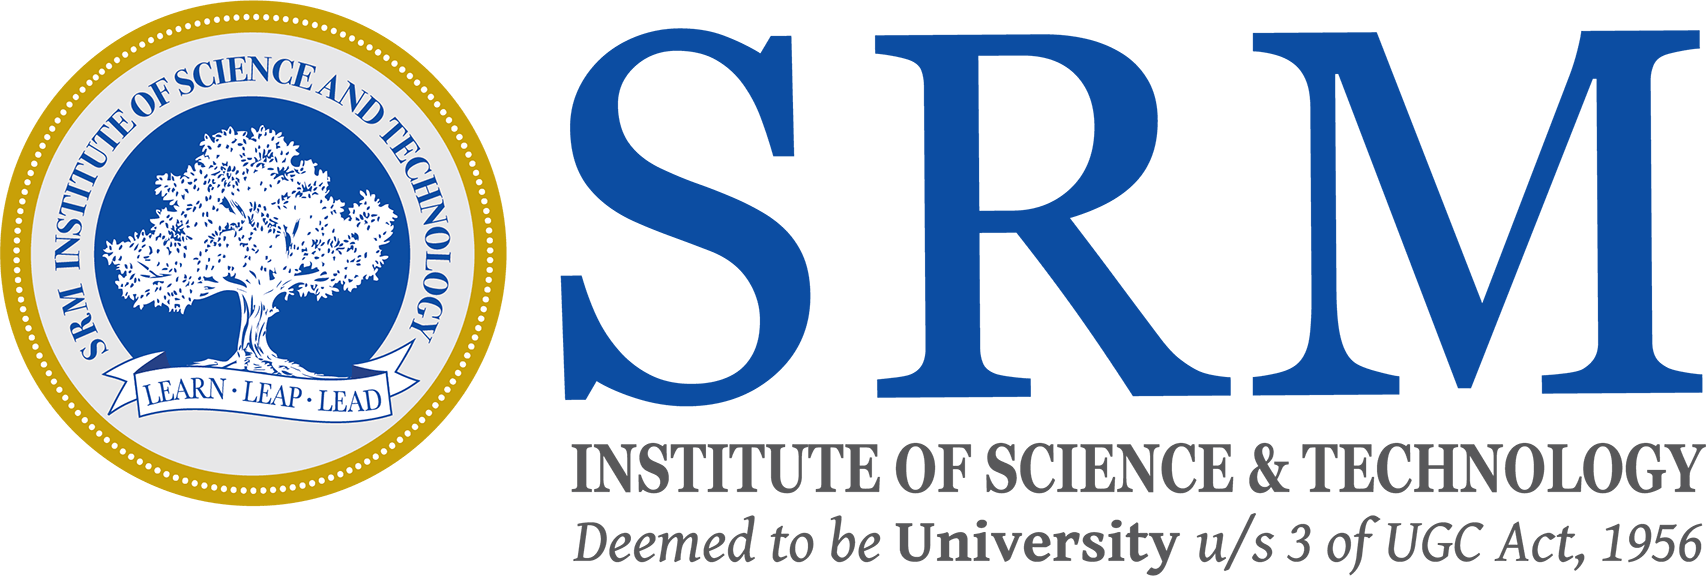 SRM INSTITUTE OF SCIENCE AND TECHNOLOGY
LEARN · LEAP · LEAD
SRM
INSTITUTE OF SCIENCE & TECHNOLOGY
Deemed to be University u/s 3 of UGC Act, 1956